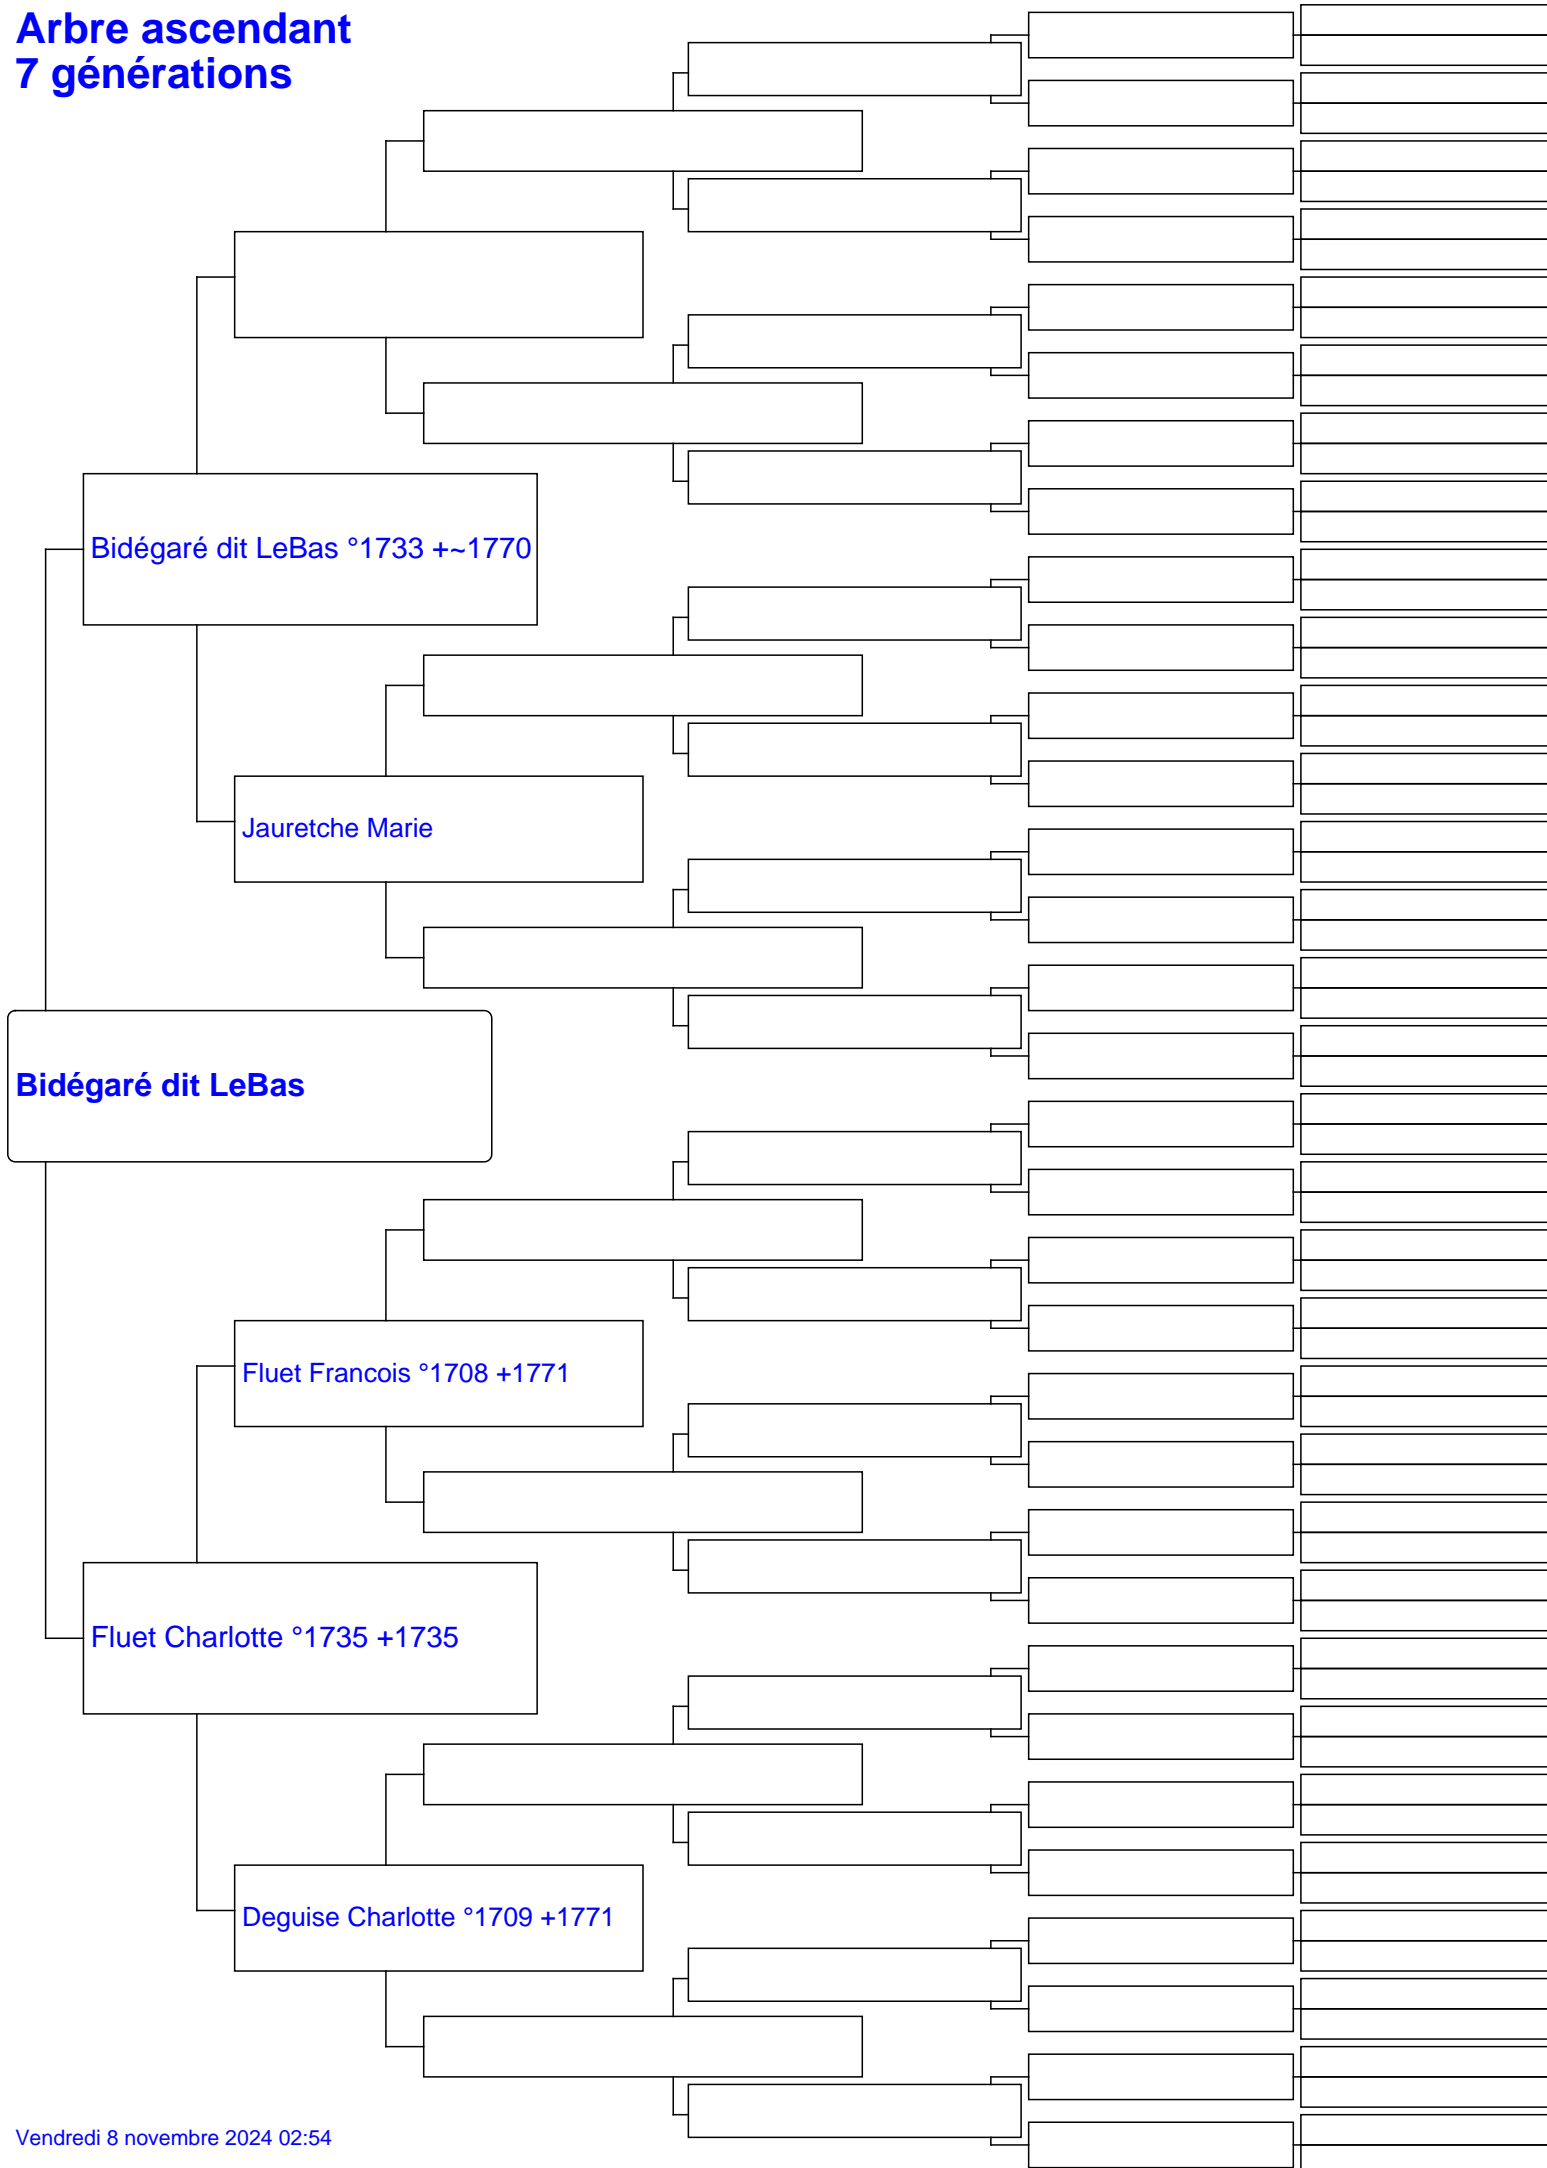 Arbre ascendant
7 générations
Bidégaré dit LeBas °1733 +~1770
Jauretche Marie
Bidégaré dit LeBas
Fluet Francois °1708 +1771
Fluet Charlotte °1735 +1735
Deguise Charlotte °1709 +1771
Vendredi 8 novembre 2024 02:54